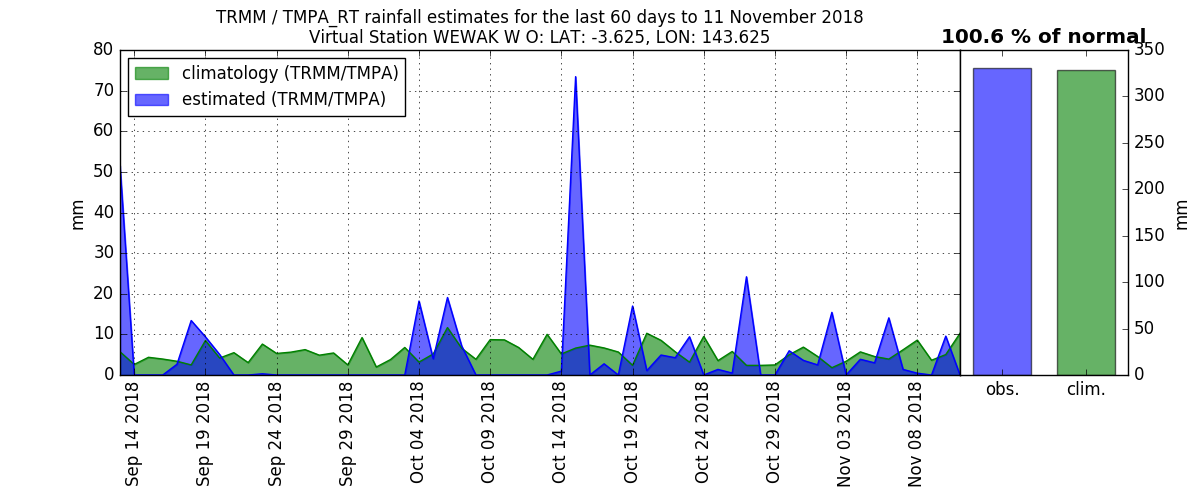 TRMM / TMPA_RT rainfall estimates for the last 60 days to 11 November 2018
Virtual Station WEWAK W O: LAT: -3.625, LON: 143.625
100.6 % of normal
climatology (TRMM/TMPA)
estimated (TRMM/TMPA)
80
70
60
50
40
30
20
10
0
mm
350
300
250
200
150
100
50
0
mm
obs.
clim.
Sep 14 2018
Sep 19 2018
Sep 24 2018
Sep 29 2018
Oct 04 2018
Oct 09 2018
Oct 14 2018
Oct 19 2018
Oct 24 2018
Oct 29 2018
Nov 03 2018
Nov 08 2018